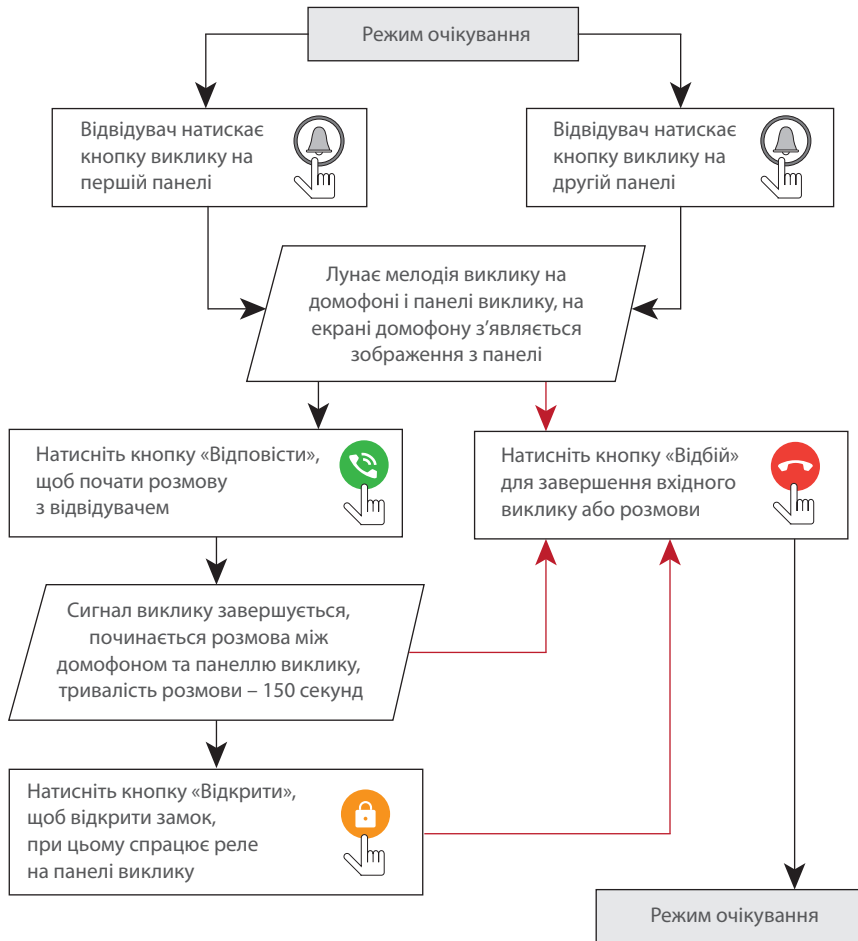 Режим очікування
Відвідувач натискає
кнопку виклику на
першій панелі
Відвідувач натискає
кнопку виклику на
другій панелі
Лунає мелодія виклику на
домофоні і панелі виклику, на
екрані домофону з’являється
зображення з панелі
Натисніть кнопку «Відповісти»,
щоб почати розмову
з відвідувачем
Натисніть кнопку «Відбій»
для завершення вхідного
виклику або розмови
Сигнал виклику завершується,
починається розмова між
домофоном та панеллю виклику,
тривалість розмови – 150 секунд
Натисніть кнопку «Відкрити»,
щоб відкрити замок,
при цьому спрацює реле
на панелі виклику
Режим очікування